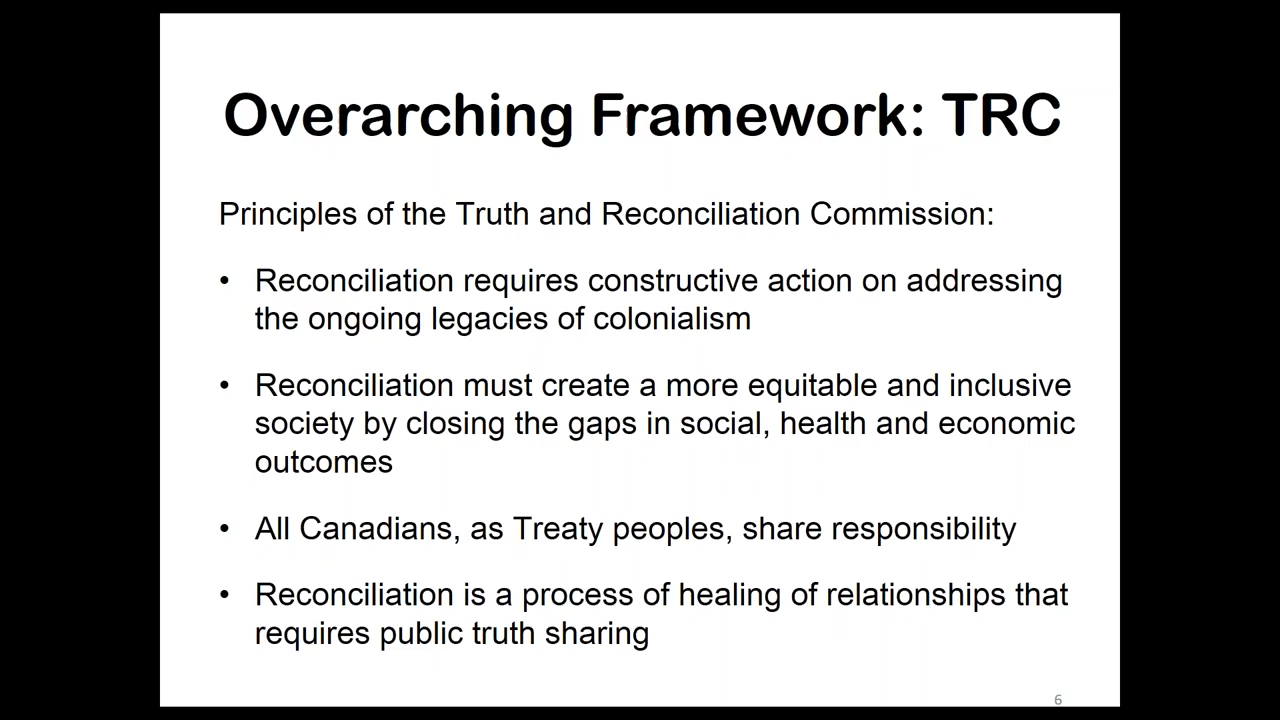 Overarching Framework: TRC
Principles of the Truth and Reconciliation Commission:
• Reconciliation requires constructive action on addressing
the ongoing legacies of colonialism
• Reconciliation must create a more equitable and inclusive
society by closing the gaps in social, health and economic
outcomes
• All Canadians, as Treaty peoples, share responsibility
• Reconciliation is a process of healing of relationships that
requires public truth sharing
6